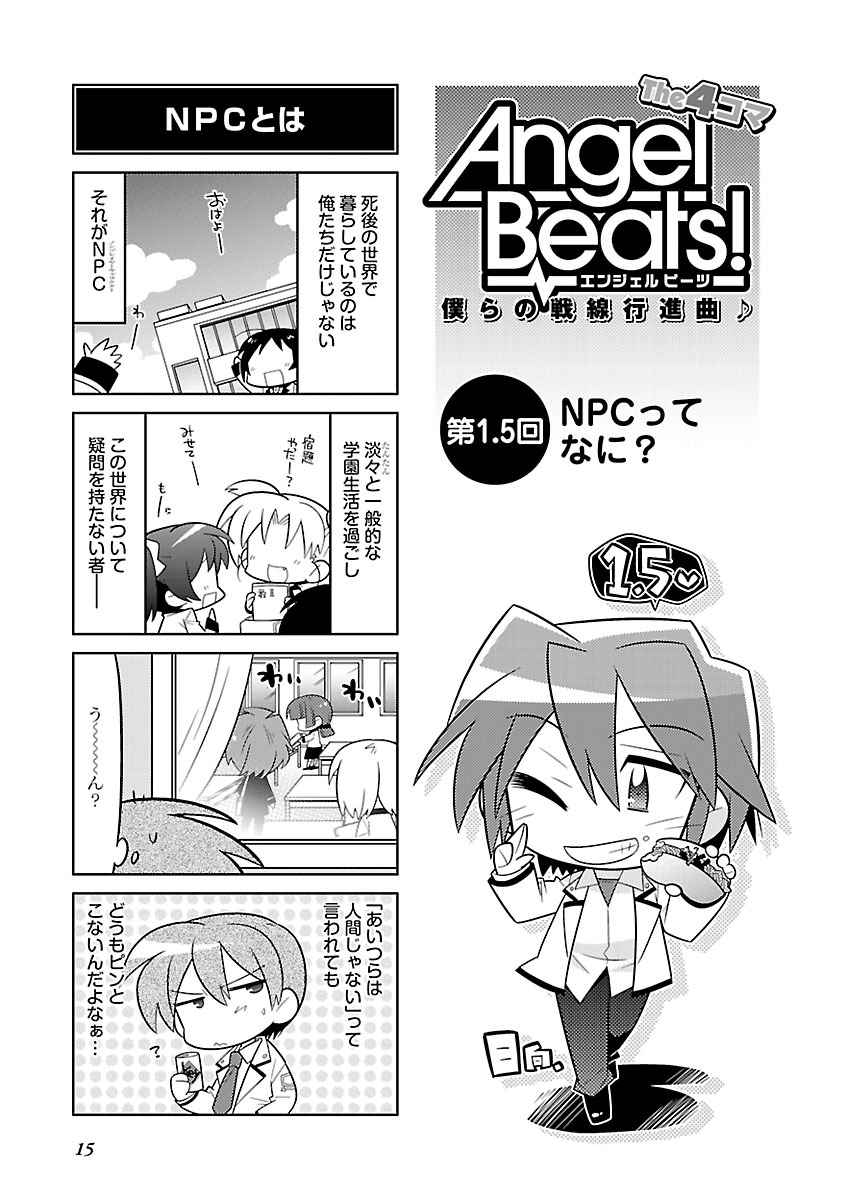 The4コマ
Angel
Beats!
エンジェル ビーツ
僕らの戦線行進曲♪
第1.5回
NPCって
なに?
1.5♡
日向.
NPCとは
死後の世界で
暮らしているのは
俺たちだけじゃない
おはよー
わ
それがNPC
淡々と一般的な
たんたん
学園生活を過ごし
宿題
やだー?
みせてー
もー
この世界について
疑問を持たない者――
わい
わい
う~~~~ん?
「あいつらは
人間じゃない」って
言われても
どうもピンと
こないんだよなぁ…
?
15